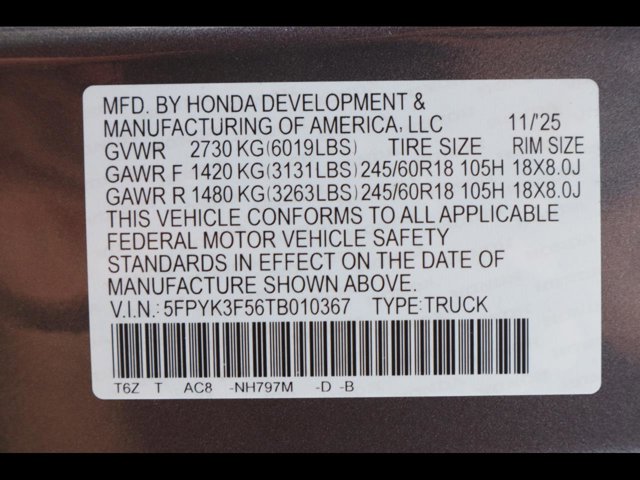 MFD. BY HONDA DEVELOPMENT &
MANUFACTURING OF AMERICA, LLC 11/'25
GVWR 2730 KG(6019LBS) TIRE SIZE RIM SIZE
GAWR F 1420 KG(3131LBS) 245/60R18 105H 18X8.0J
GAWR R 1480 KG(3263LBS) 245/60R18 105H 18X8.0J
THIS VEHICLE CONFORMS TO ALL APPLICABLE
FEDERAL MOTOR VEHICLE SAFETY
STANDARDS IN EFFECT ON THE DATE OF
MANUFACTURE SHOWN ABOVE.
V.I.N.: 5FPYK3F56TB010367 TYPE: TRUCK
T6Z T AC8 -NH797M -D -B